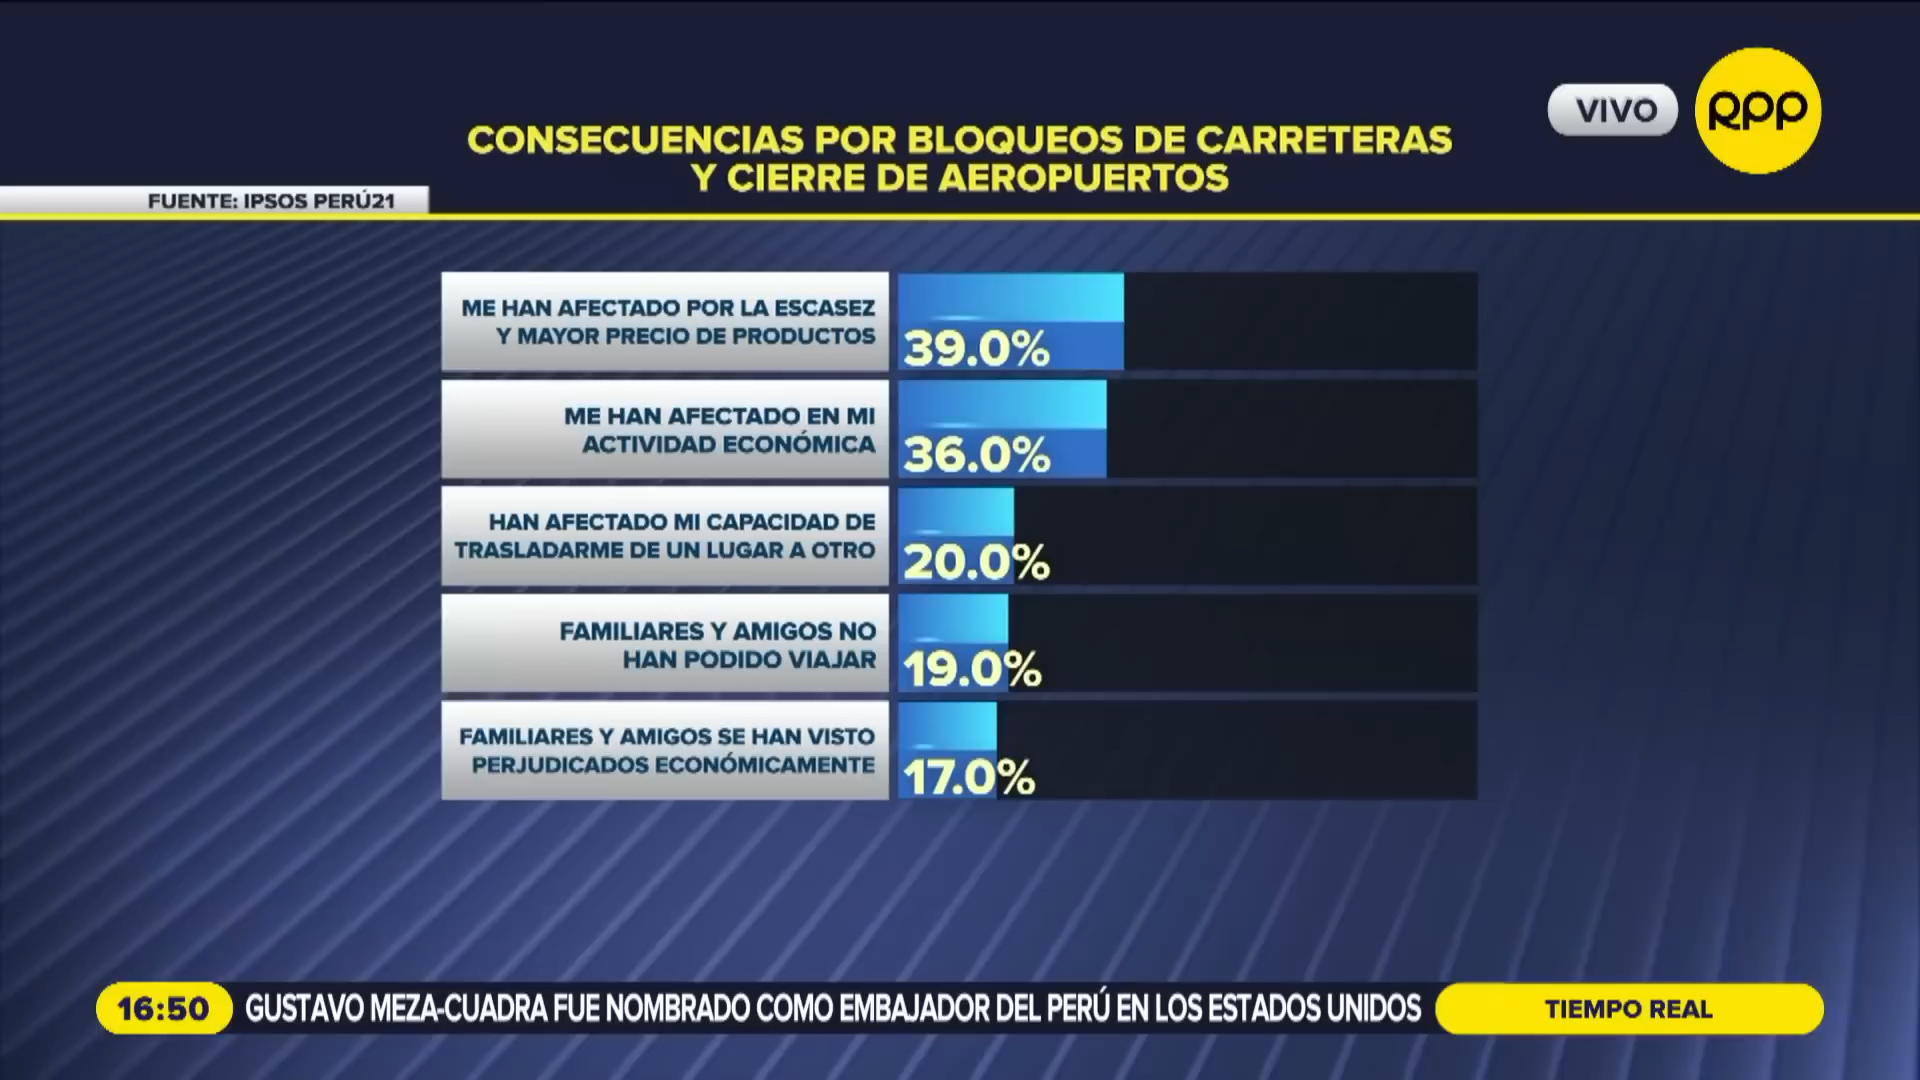 VIVO
rpp
CONSECUENCIAS POR BLOQUEOS DE CARRETERAS
Y CIERRE DE AEROPUERTOS
FUENTE: IPSOS PERÚ21
ME HAN AFECTADO POR LA ESCASEZ
Y MAYOR PRECIO DE PRODUCTOS
39.0%
ME HAN AFECTADO EN MI
ACTIVIDAD ECONÓMICA
36.0%
HAN AFECTADO MI CAPACIDAD DE
TRASLADARME DE UN LUGAR A OTRO
20.0%
FAMILIARES Y AMIGOS NO
HAN PODIDO VIAJAR
19.0%
FAMILIARES Y AMIGOS SE HAN VISTO
PERJUDICADOS ECONÓMICAMENTE
17.0%
16:50
GUSTAVO MEZA-CUADRA FUE NOMBRADO COMO EMBAJADOR DEL PERÚ EN LOS ESTADOS UNIDOS
TIEMPO REAL